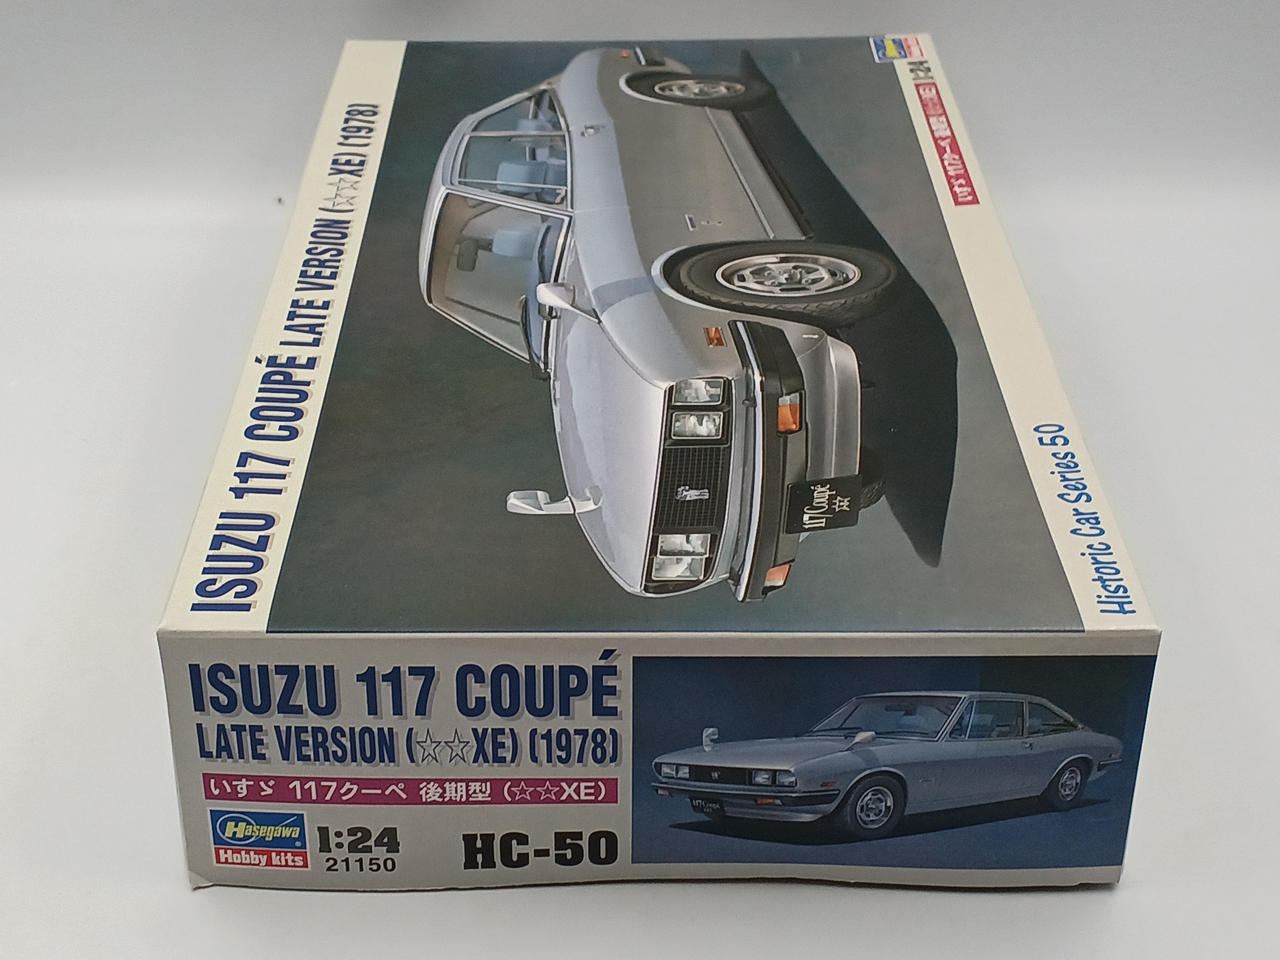 ISUZU 117 COUPÉ LATE VERSION (☆☆XE) (1978)
1:24
117Coupé
☆☆
Historic Car Series 50
ISUZU 117 COUPÉ
LATE VERSION (☆☆XE) (1978)
いすゞ 117クーペ 後期型 (☆☆XE)
Hasegawa
Hobby kits
1:24
21150
HC-50
117Coupé